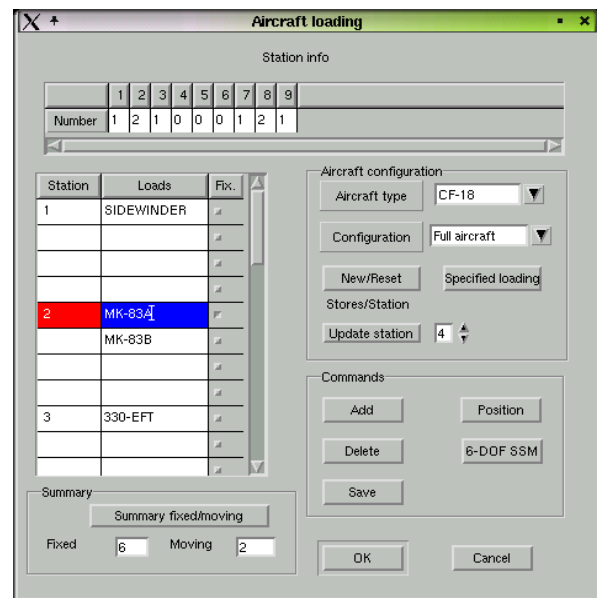 Aircraft loading
Station info
1 2 3 4 5 6 7 8 9
Number 1 2 1 0 0 0 1 2 1
Station Loads Fix.
1 SIDEWINDER
2 MK-83A
MK-83B
3 330-EFT
Summary
Summary fixed/moving
Fixed 6 Moving 2
Aircraft configuration
Aircraft type CF-18
Configuration Full aircraft
New/Reset Specified loading
Stores/Station
Update station 4
Commands
Add Position
Delete 6-DOF SSM
Save
OK Cancel